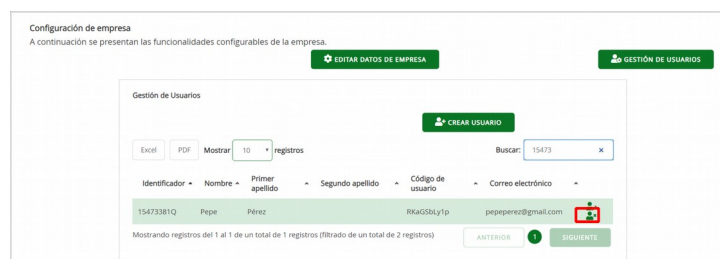 Configuración de empresa
A continuación se presentan las funcionalidades configurables de la empresa.
EDITAR DATOS DE EMPRESA
GESTIÓN DE USUARIOS
Gestión de Usuarios
CREAR USUARIO
Excel PDF Mostrar 10 registros Buscar: 15473 ×
Identificador Nombre Primer apellido Segundo apellido Código de usuario Correo electrónico
15473381Q Pepe Pérez RKaG5bLy1p pepeperez@gmail.com
Mostrando registros del 1 al 1 de un total de 1 registros (filtrado de un total de 2 registros)
ANTERIOR 1 SIGUIENTE